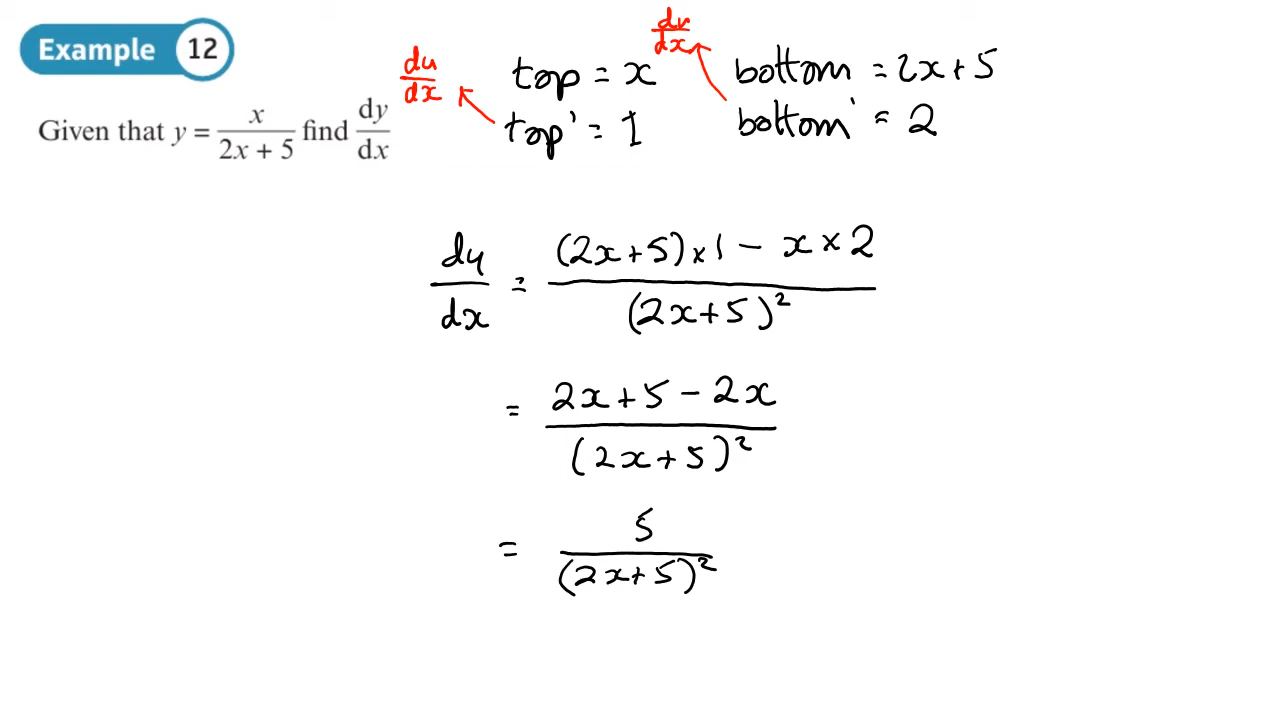 Example 12
Given that y = x/(2x + 5) find dy/dx
du/dx top = x dv/dx bottom = 2x+5
top' = 1 bottom' = 2
dy/dx = ((2x+5)×1 − x×2)/(2x+5)²
= (2x+5−2x)/(2x+5)²
= 5/(2x+5)²